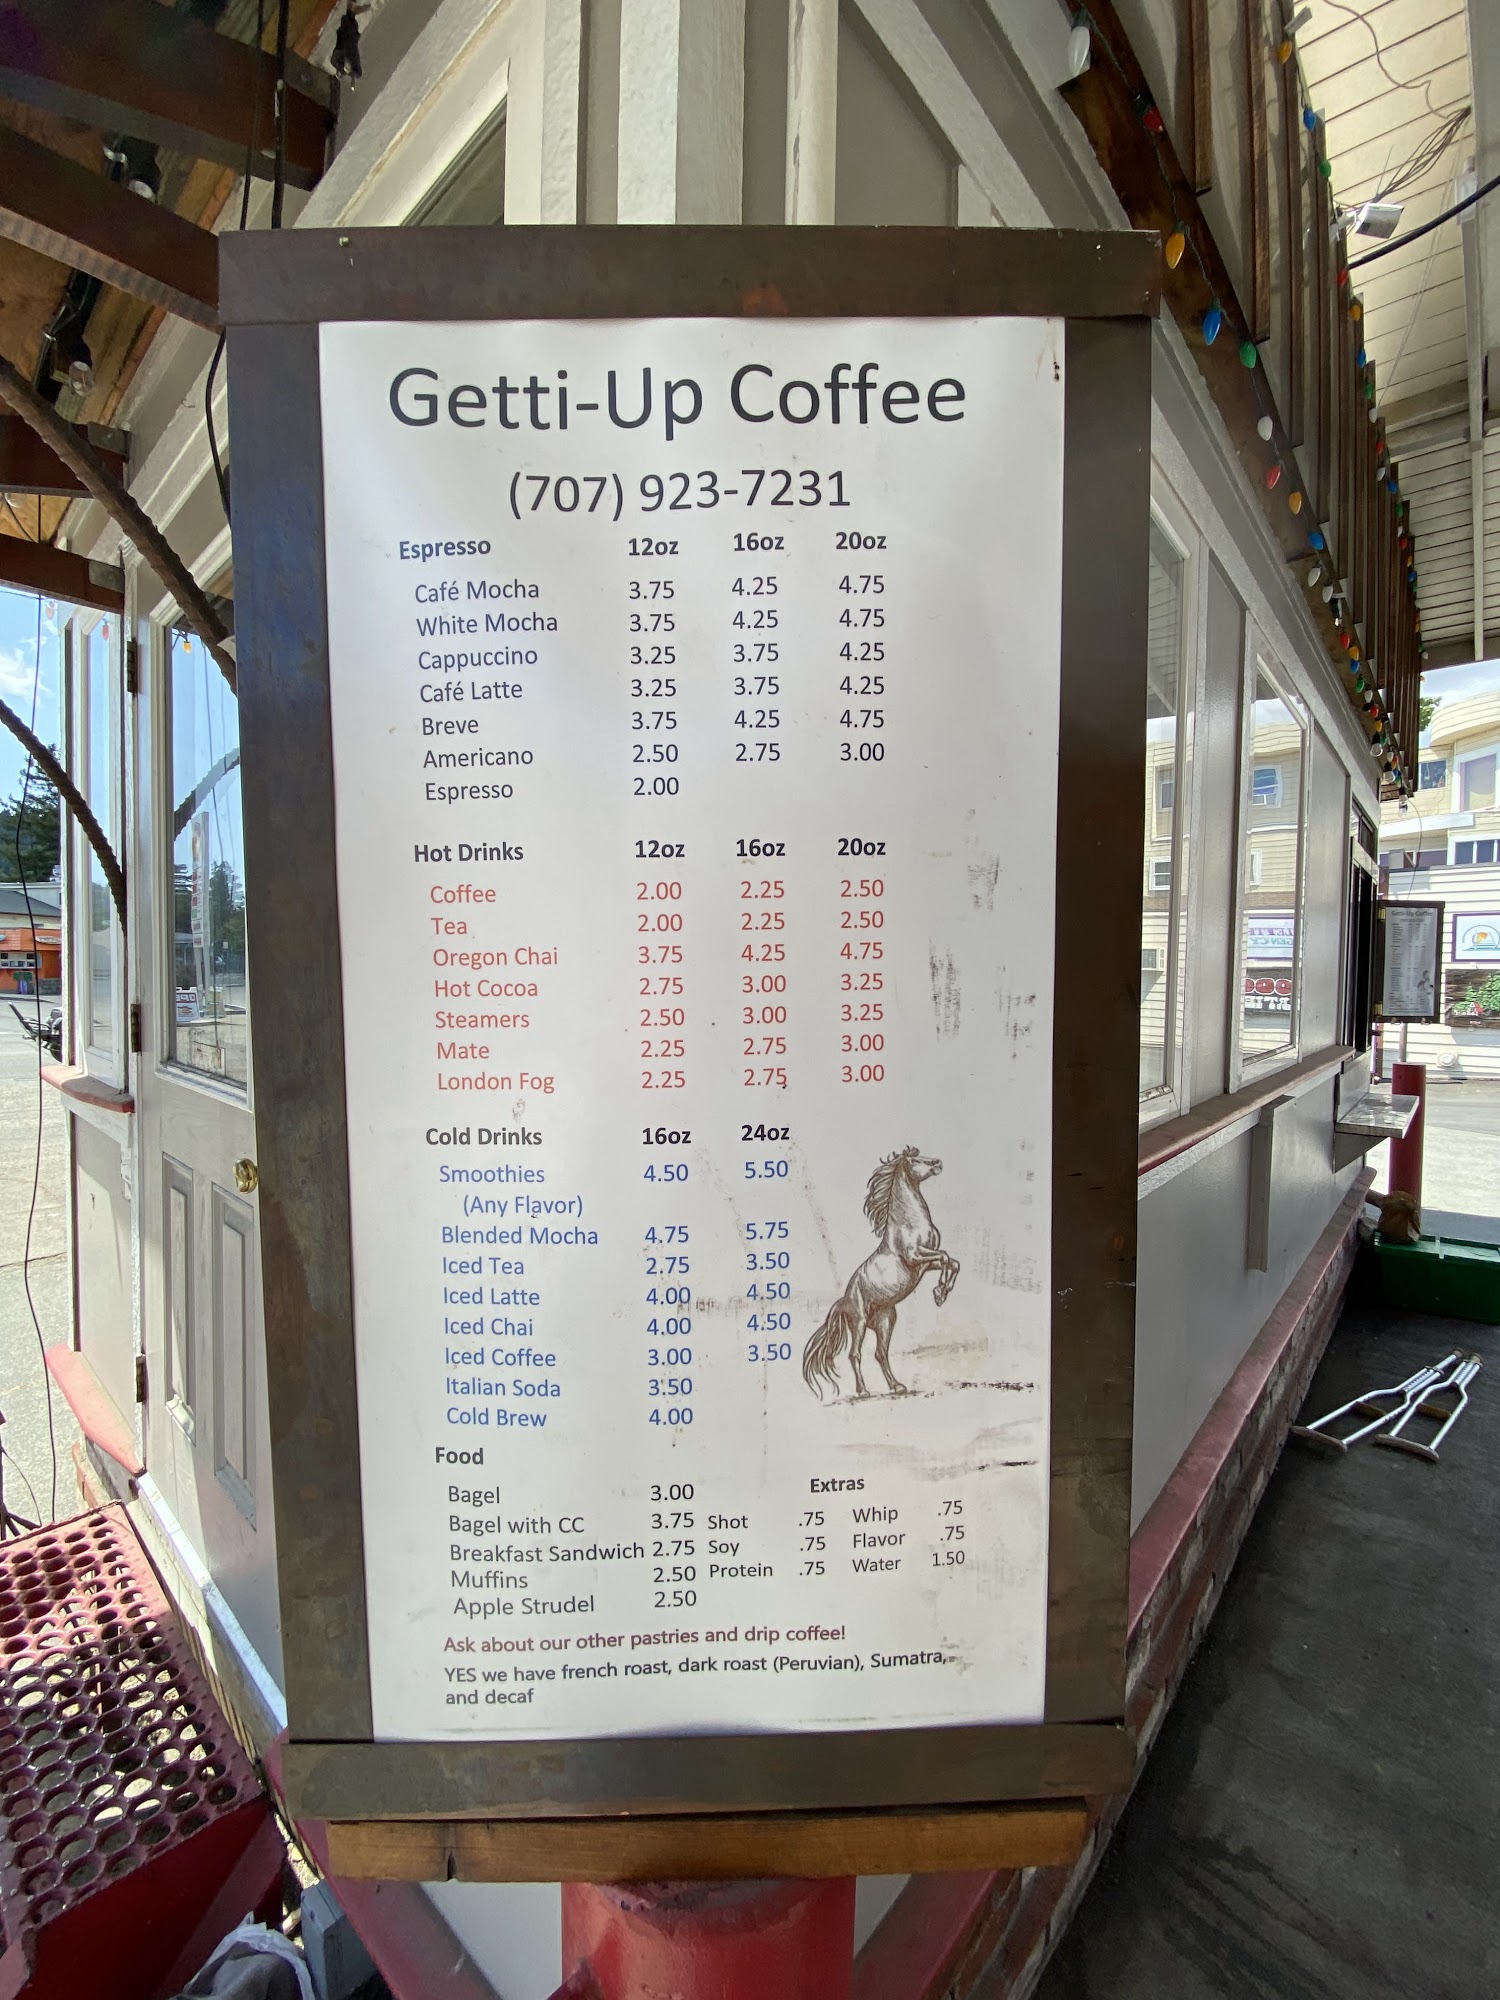 Getti-Up Coffee
(707) 923-7231
Espresso 12oz 16oz 20oz
Café Mocha 3.75 4.25 4.75
White Mocha 3.75 4.25 4.75
Cappuccino 3.25 3.75 4.25
Café Latte 3.25 3.75 4.25
Breve 3.75 4.25 4.75
Americano 2.50 2.75 3.00
Espresso 2.00
Hot Drinks 12oz 16oz 20oz
Coffee 2.00 2.25 2.50
Tea 2.00 2.25 2.50
Oregon Chai 3.75 4.25 4.75
Hot Cocoa 2.75 3.00 3.25
Steamers 2.50 3.00 3.25
Mate 2.25 2.75 3.00
London Fog 2.25 2.75 3.00
Cold Drinks 16oz 24oz
Smoothies 4.50 5.50
(Any Flavor)
Blended Mocha 4.75 5.75
Iced Tea 2.75 3.50
Iced Latte 4.00 4.50
Iced Chai 4.00 4.50
Iced Coffee 3.00 3.50
Italian Soda 3.50
Cold Brew 4.00
Food
Extras
Bagel 3.00
Bagel with CC 3.75 Shot .75 Whip .75
Breakfast Sandwich 2.75 Soy .75 Flavor .75
Muffins 2.50 Protein .75 Water 1.50
Apple Strudel 2.50
Ask about our other pastries and drip coffee!
YES we have french roast, dark roast (Peruvian), Sumatra,
and decaf
Getti-Up Coffee